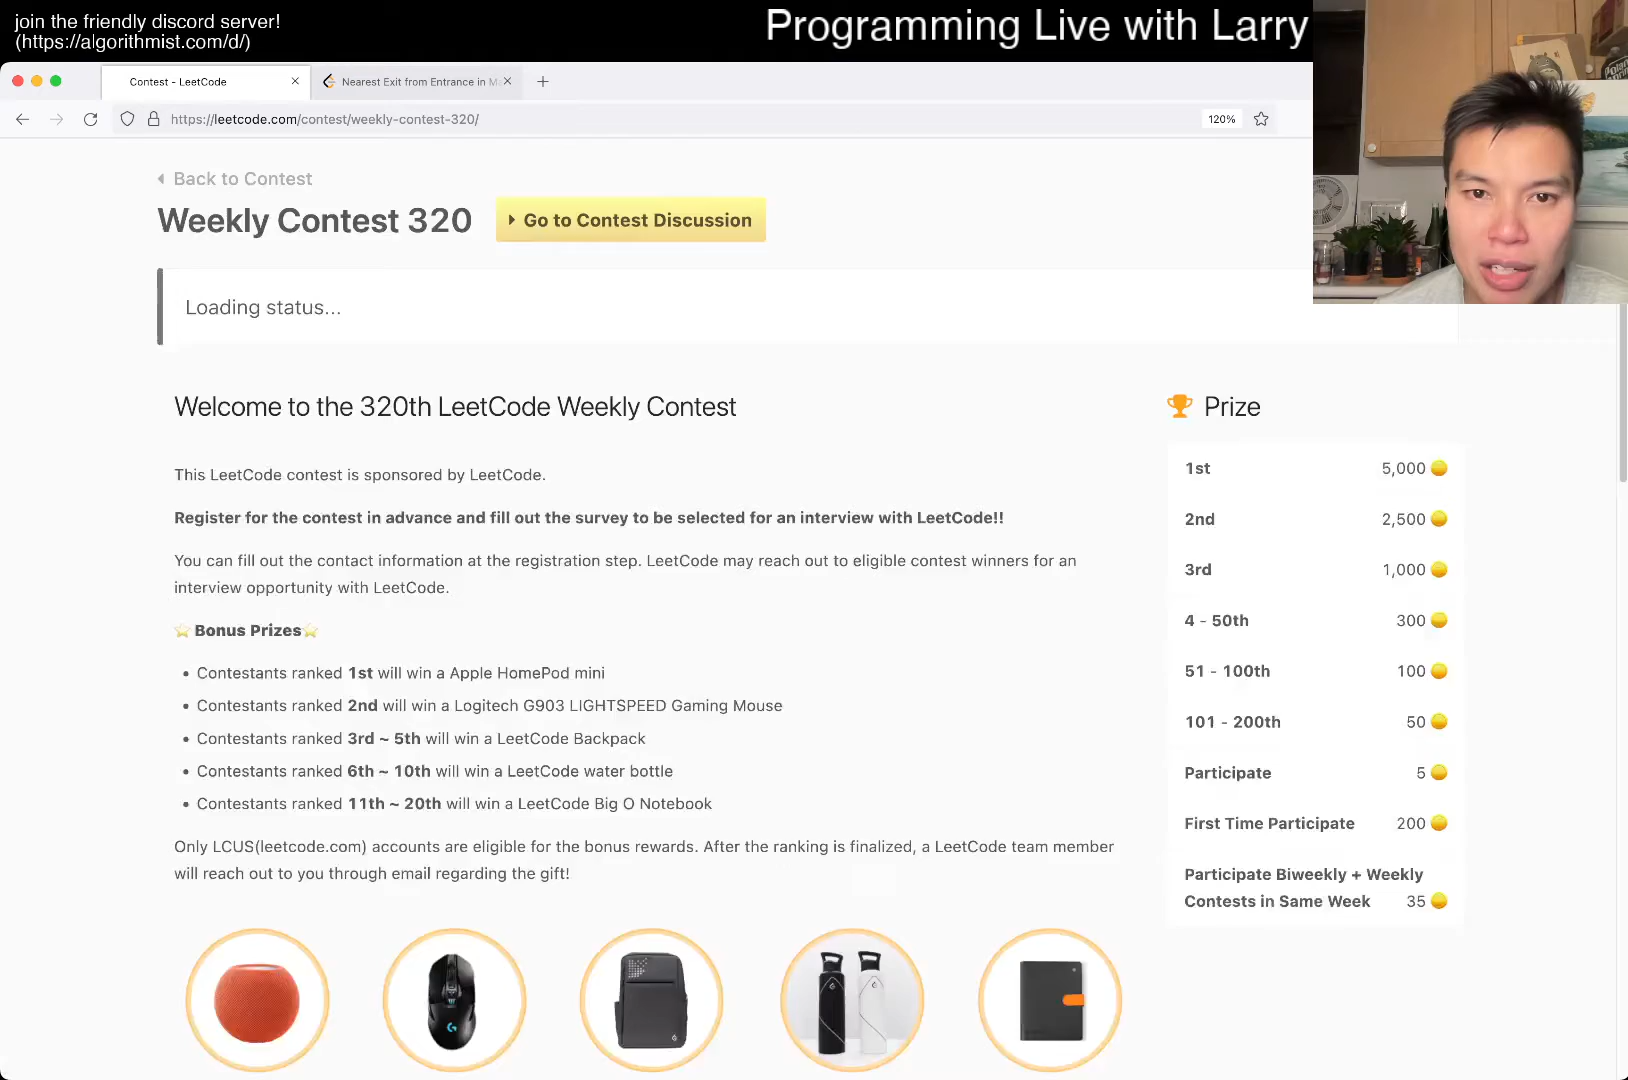 join the friendly discord server!
(https://algorithmist.com/d/)
Programming Live with Larry
Contest - LeetCode
Nearest Exit from Entrance in Ma
https://leetcode.com/contest/weekly-contest-320/
120%
Back to Contest
Weekly Contest 320
Go to Contest Discussion
Loading status...
Welcome to the 320th LeetCode Weekly Contest
This LeetCode contest is sponsored by LeetCode.
Register for the contest in advance and fill out the survey to be selected for an interview with LeetCode!!
You can fill out the contact information at the registration step. LeetCode may reach out to eligible contest winners for an
interview opportunity with LeetCode.
Bonus Prizes
• Contestants ranked 1st will win a Apple HomePod mini
• Contestants ranked 2nd will win a Logitech G903 LIGHTSPEED Gaming Mouse
• Contestants ranked 3rd ~ 5th will win a LeetCode Backpack
• Contestants ranked 6th ~ 10th will win a LeetCode water bottle
• Contestants ranked 11th ~ 20th will win a LeetCode Big O Notebook
Only LCUS(leetcode.com) accounts are eligible for the bonus rewards. After the ranking is finalized, a LeetCode team member
will reach out to you through email regarding the gift!
Prize
1st 5,000
2nd 2,500
3rd 1,000
4 - 50th 300
51 - 100th 100
101 - 200th 50
Participate 5
First Time Participate 200
Participate Biweekly + Weekly
Contests in Same Week 35